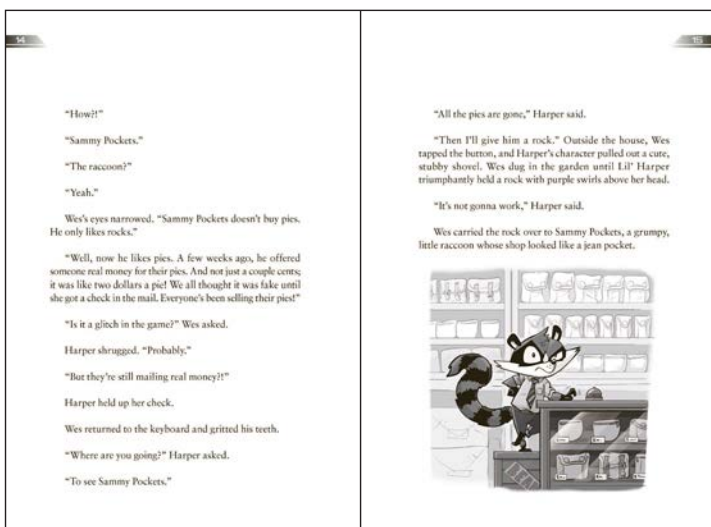 14
"How?!"
"Sammy Pockets."
"The raccoon?"
"Yeah."
Wes's eyes narrowed. "Sammy Pockets doesn't buy pies.
He only likes rocks."
"Well, now he likes pies. A few weeks ago, he offered
someone real money for their pies. And not just a couple cents;
it was like two dollars a pie! We all thought it was fake until
she got a check in the mail. Everyone's been selling their pies!"
"Is it a glitch in the game?" Wes asked.
Harper shrugged. "Probably."
"But they're still mailing real money?!"
Harper held up her check.
Wes returned to the keyboard and gritted his teeth.
"Where are you going?" Harper asked.
"To see Sammy Pockets."
15
"All the pies are gone," Harper said.
"Then I'll give him a rock." Outside the house, Wes
tapped the button, and Harper's character pulled out a cute,
stubby shovel. Wes dug in the garden until Lil' Harper
triumphantly held a rock with purple swirls above her head.
"It's not gonna work," Harper said.
Wes carried the rock over to Sammy Pockets, a grumpy,
little raccoon whose shop looked like a jean pocket.